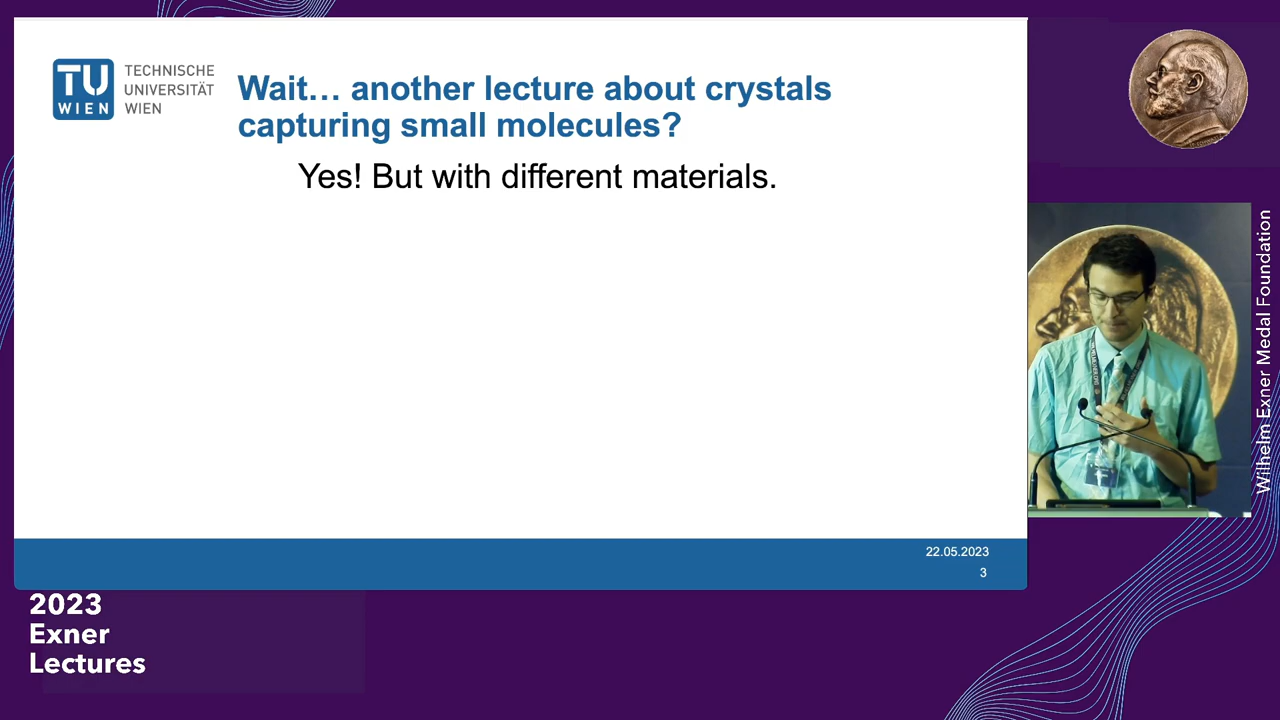 TU
WIEN
TECHNISCHE
UNIVERSITÄT
WIEN
Wait… another lecture about crystals
capturing small molecules?
Yes! But with different materials.
22.05.2023
3
Wilhelm Exner Medal Foundation
2023
Exner
Lectures